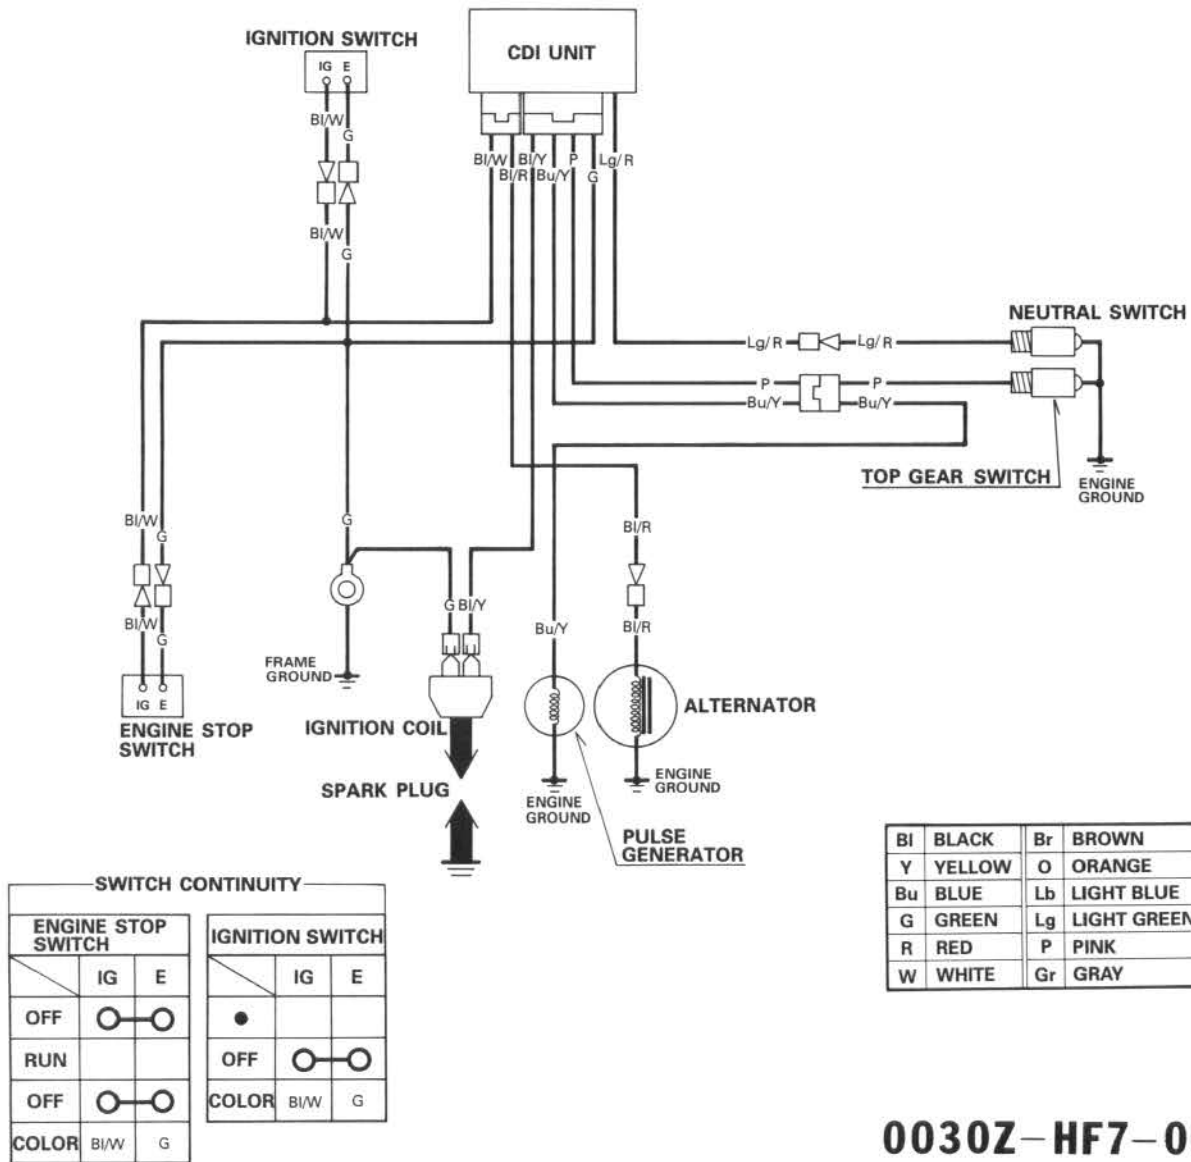 IGNITION SWITCH
IG E
CDI UNIT
Bl/W
G
Bl/W
Bl/R
Bl/Y
Bu/Y
P
G
Lg/R
Bl/W
G
NEUTRAL SWITCH
Lg/R
Lg/R
P
P
Bu/Y
Bu/Y
TOP GEAR SWITCH
ENGINE
GROUND
Bl/W
G
G
Bl/R
G Bl/Y
Bl/W
G
Bu/Y
Bl/R
FRAME
GROUND
IG E
ENGINE STOP
SWITCH
IGNITION COIL
ALTERNATOR
SPARK PLUG
ENGINE
GROUND
ENGINE
GROUND
PULSE
GENERATOR
Bl BLACK Br BROWN
Y YELLOW O ORANGE
Bu BLUE Lb LIGHT BLUE
G GREEN Lg LIGHT GREEN
R RED P PINK
W WHITE Gr GRAY
SWITCH CONTINUITY
ENGINE STOP
SWITCH
IG E
OFF
RUN
OFF
COLOR Bl/W G
IGNITION SWITCH
IG E
OFF
COLOR Bl/W G
0030Z-HF7-0